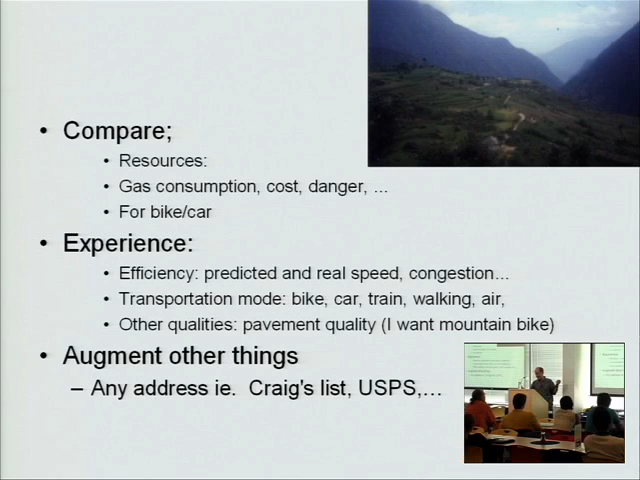 • Compare;
• Resources:
• Gas consumption, cost, danger, ...
• For bike/car
• Experience:
• Efficiency: predicted and real speed, congestion...
• Transportation mode: bike, car, train, walking, air,
• Other qualities: pavement quality (I want mountain bike)
• Augment other things
– Any address ie.  Craig's list, USPS,...